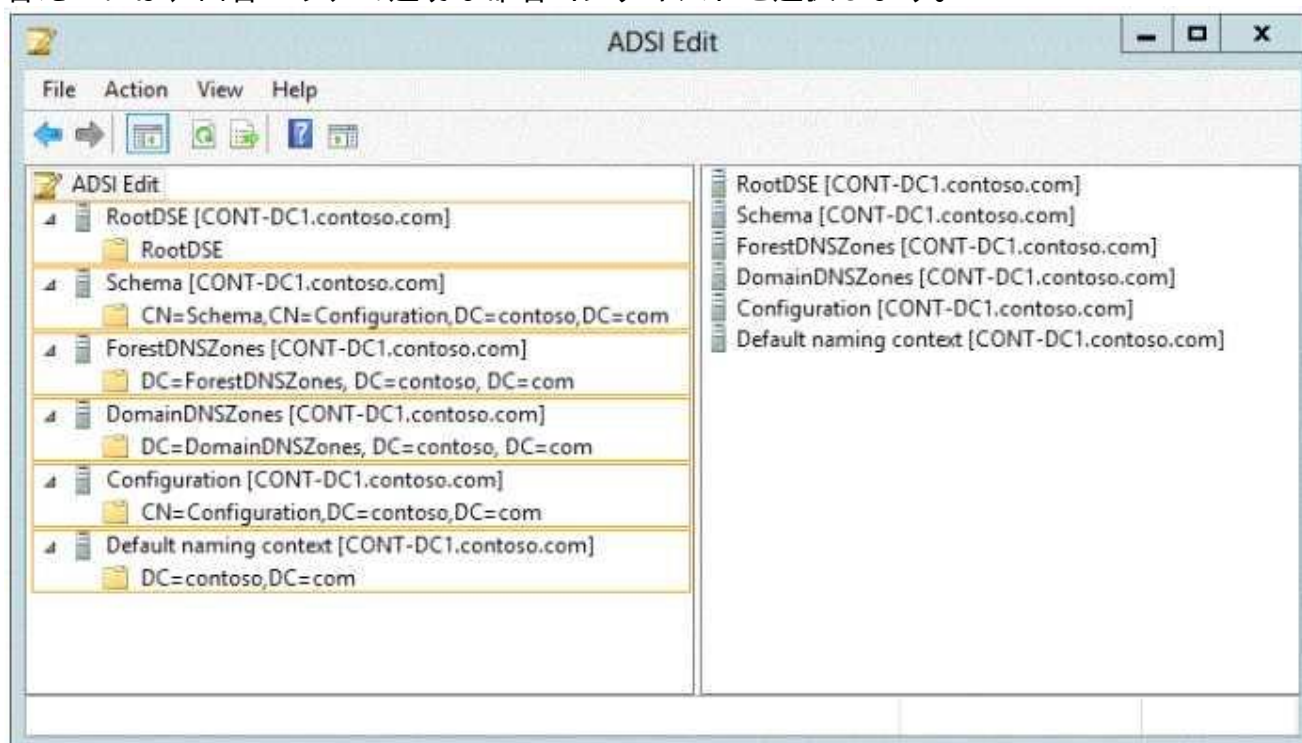 ADSI Edit
File Action View Help
ADSI Edit
RootDSE [CONT-DC1.contoso.com]
RootDSE
Schema [CONT-DC1.contoso.com]
CN=Schema,CN=Configuration,DC=contoso,DC=com
ForestDNSZones [CONT-DC1.contoso.com]
DC=ForestDNSZones, DC=contoso, DC=com
DomainDNSZones [CONT-DC1.contoso.com]
DC=DomainDNSZones, DC=contoso, DC=com
Configuration [CONT-DC1.contoso.com]
CN=Configuration,DC=contoso,DC=com
Default naming context [CONT-DC1.contoso.com]
DC=contoso,DC=com
RootDSE [CONT-DC1.contoso.com]
Schema [CONT-DC1.contoso.com]
ForestDNSZones [CONT-DC1.contoso.com]
DomainDNSZones [CONT-DC1.contoso.com]
Configuration [CONT-DC1.contoso.com]
Default naming context [CONT-DC1.contoso.com]